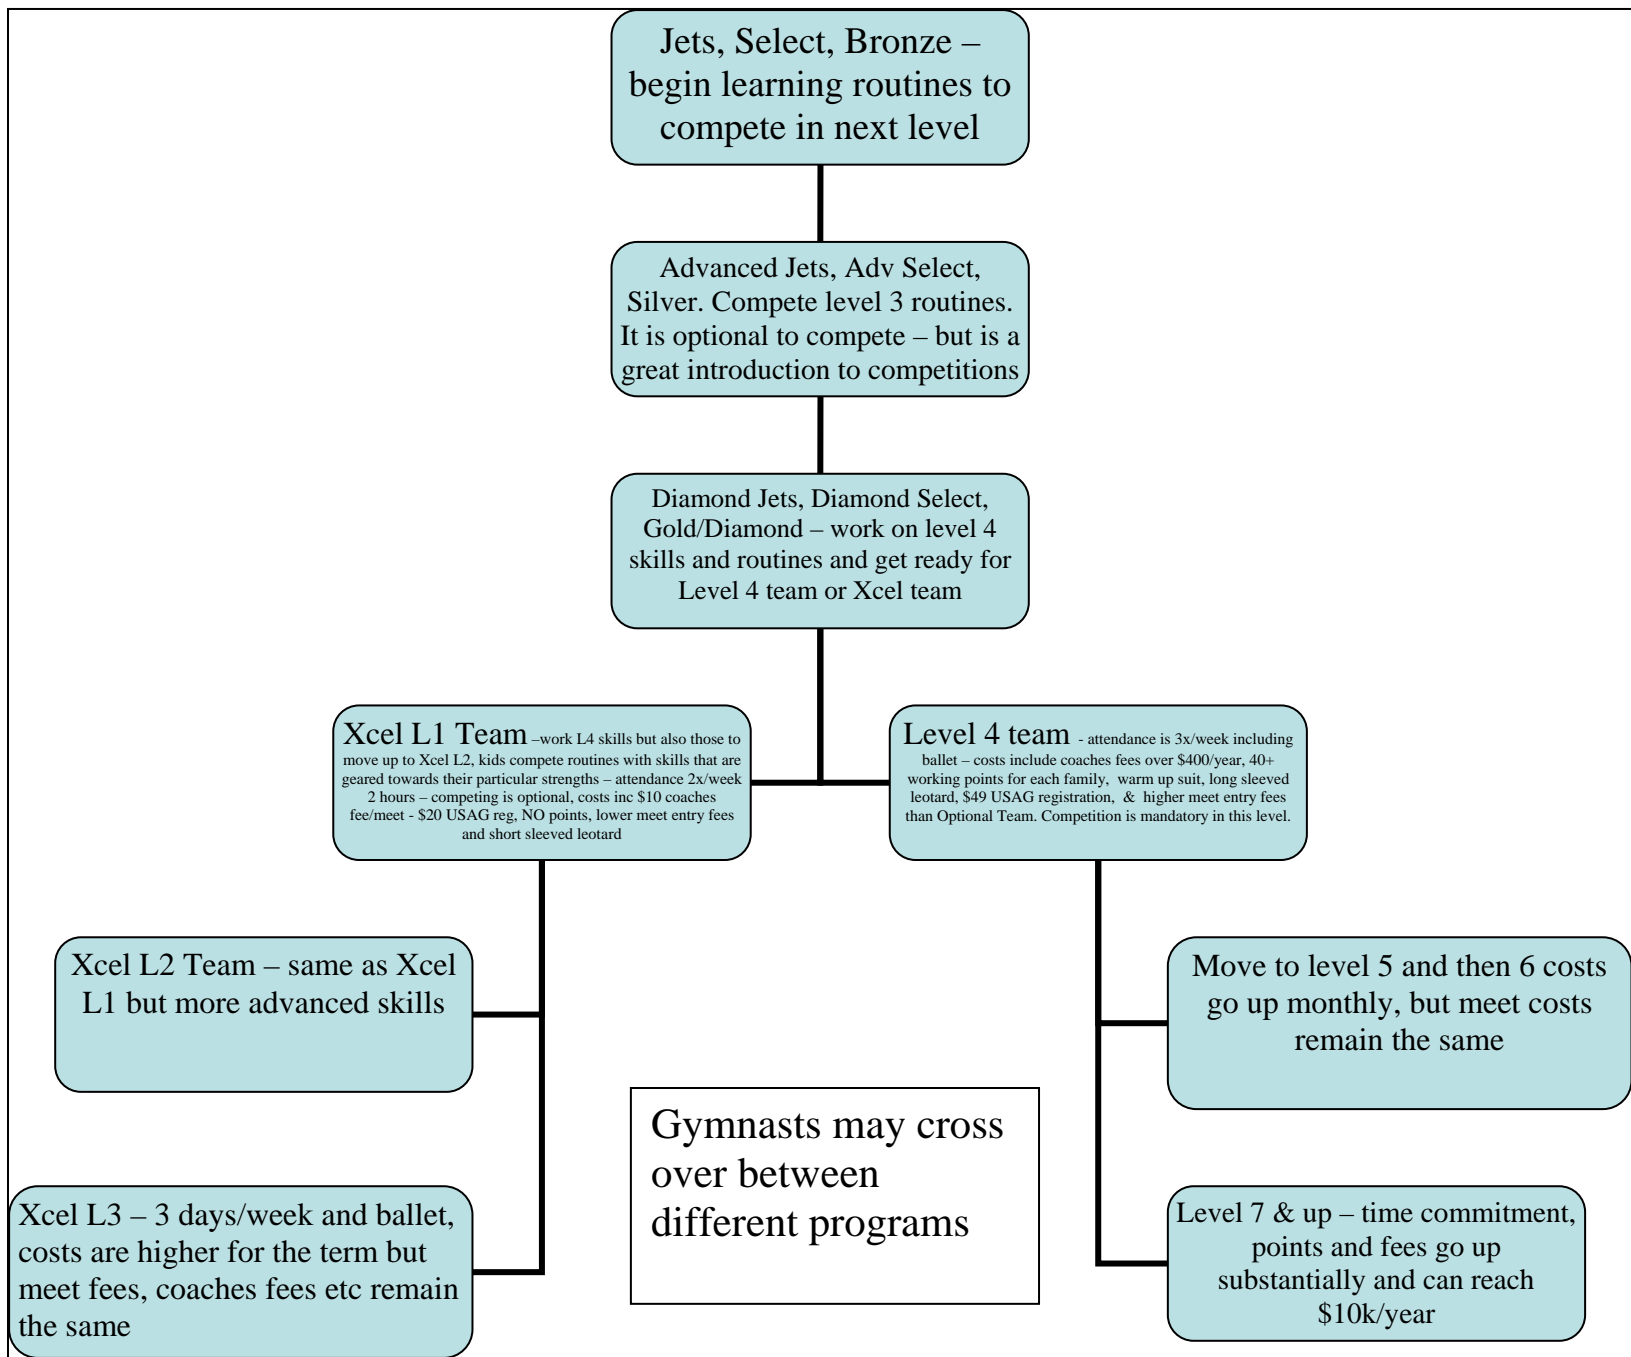 Jets, Select, Bronze –
begin learning routines to
compete in next level
Advanced Jets, Adv Select,
Silver. Compete level 3 routines.
It is optional to compete – but is a
great introduction to competitions
Diamond Jets, Diamond Select,
Gold/Diamond – work on level 4
skills and routines and get ready for
Level 4 team or Xcel team
Xcel L1 Team –work L4 skills but also those to
move up to Xcel L2, kids compete routines with skills that are
geared towards their particular strengths – attendance 2x/week
2 hours – competing is optional, costs inc $10 coaches
fee/meet - $20 USAG reg, NO points, lower meet entry fees
and short sleeved leotard
Level 4 team - attendance is 3x/week including
ballet – costs include coaches fees over $400/year, 40+
working points for each family, warm up suit, long sleeved
leotard, $49 USAG registration, & higher meet entry fees
than Optional Team. Competition is mandatory in this level.
Xcel L2 Team – same as Xcel
L1 but more advanced skills
Move to level 5 and then 6 costs
go up monthly, but meet costs
remain the same
Gymnasts may cross
over between
different programs
Xcel L3 – 3 days/week and ballet,
costs are higher for the term but
meet fees, coaches fees etc remain
the same
Level 7 & up – time commitment,
points and fees go up
substantially and can reach
$10k/year